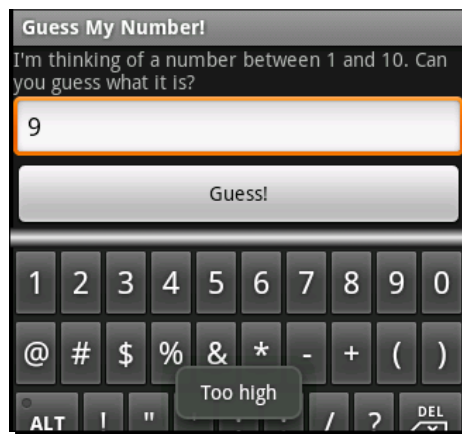 Guess My Number!
I'm thinking of a number between 1 and 10. Can
you guess what it is?
9
Guess!
1 2 3 4 5 6 7 8 9 0
@ # $ % & * - + ( )
Too high
ALT ! " / ? DEL